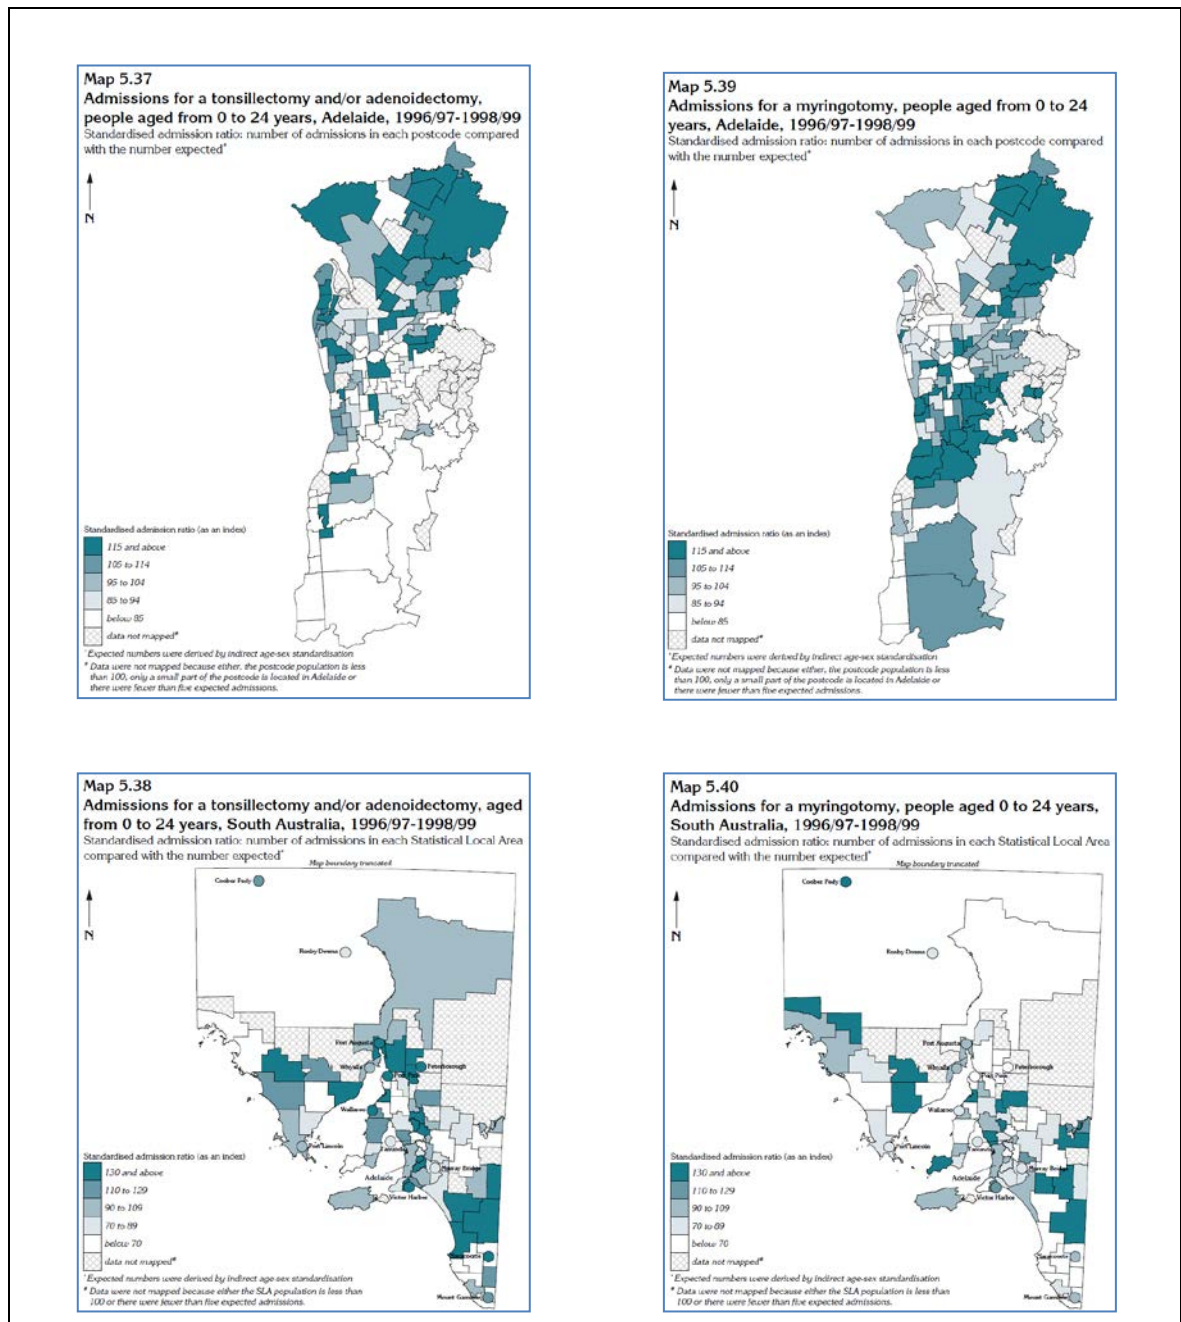 Map 5.37
Admissions for a tonsillectomy and/or adenoidectomy,
people aged from 0 to 24 years, Adelaide, 1996/97-1998/99
Standardised admission ratio: number of admissions in each postcode compared
with the number expected*
N
Standardised admission ratio (as an index)
115 and above
105 to 114
95 to 104
85 to 94
below 85
data not mapped#
*Expected numbers were derived by indirect age-sex standardisation
# Data were not mapped because either, the postcode population is less
than 100, only a small part of the postcode is located in Adelaide or
there were fewer than five expected admissions.
Map 5.39
Admissions for a myringotomy, people aged from 0 to 24
years, Adelaide, 1996/97-1998/99
Standardised admission ratio: number of admissions in each postcode compared
with the number expected*
N
Standardised admission ratio (as an index)
115 and above
105 to 114
95 to 104
85 to 94
below 85
data not mapped#
*Expected numbers were derived by indirect age-sex standardisation
# Data were not mapped because either, the postcode population is less
than 100, only a small part of the postcode is located in Adelaide or
there were fewer than five expected admissions.
Map 5.38
Admissions for a tonsillectomy and/or adenoidectomy, aged
from 0 to 24 years, South Australia, 1996/97-1998/99
Standardised admission ratio: number of admissions in each Statistical Local Area
compared with the number expected*
Map boundary truncated
Coober Pedy
N
Roxby Downs
Port Augusta
Whyalla
Peterborough
Port Pirie
Wallaroo
Port Lincoln
Tanunda
Murray Bridge
Adelaide
Victor Harbor
Naracoorte
Mount Gambier
Standardised admission ratio (as an index)
130 and above
110 to 129
90 to 109
70 to 89
below 70
data not mapped#
*Expected numbers were derived by indirect age-sex standardisation
# Data were not mapped because either the SLA population is less than
100 or there were fewer than five expected admissions.
Map 5.40
Admissions for a myringotomy, people aged 0 to 24 years,
South Australia, 1996/97-1998/99
Standardised admission ratio: number of admissions in each Statistical Local Area
compared with the number expected*
Map boundary truncated
Coober Pedy
N
Roxby Downs
Port Augusta
Whyalla
Peterborough
Port Pirie
Wallaroo
Port Lincoln
Tanunda
Murray Bridge
Adelaide
Victor Harbor
Naracoorte
Mount Gambier
Standardised admission ratio (as an index)
130 and above
110 to 129
90 to 109
70 to 89
below 70
data not mapped#
*Expected numbers were derived by indirect age-sex standardisation
# Data were not mapped because either the SLA population is less than
100 or there were fewer than five expected admissions.